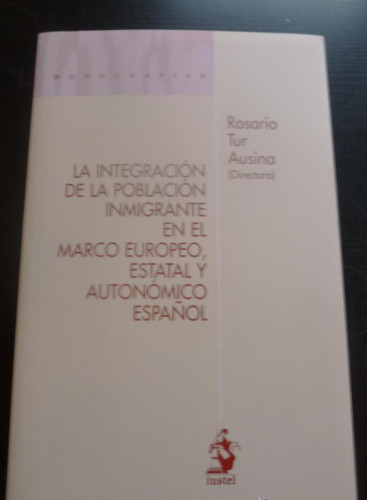 MONOGRAFÍAS
Rosario
Tur
Ausina
(Directora)
LA INTEGRACIÓN
DE LA POBLACIÓN
INMIGRANTE
EN EL
MARCO EUROPEO,
ESTATAL Y
AUTONÓMICO
ESPAÑOL
iustel